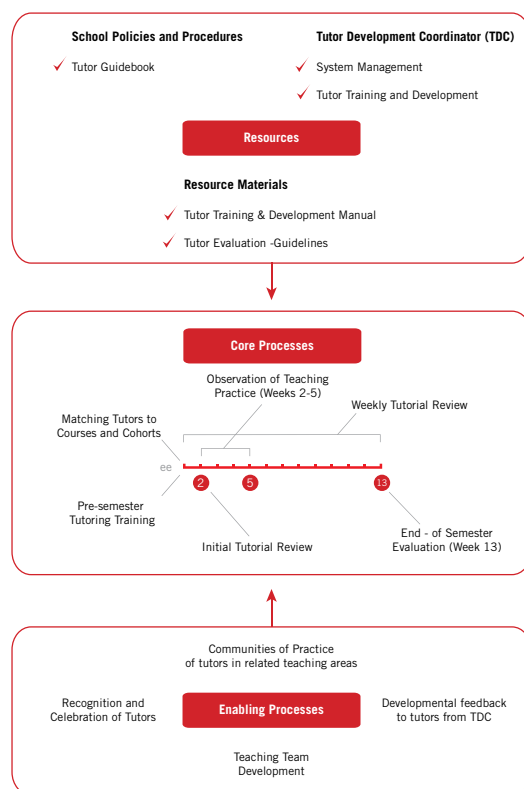 School Policies and Procedures
Tutor Guidebook
Tutor Development Coordinator (TDC)
System Management
Tutor Training and Development
Resources
Resource Materials
Tutor Training & Development Manual
Tutor Evaluation -Guidelines
Core Processes
Observation of Teaching
Practice (Weeks 2-5)
Weekly Tutorial Review
Matching Tutors to
Courses and Cohorts
ee
2
5
13
Pre-semester
Tutoring Training
Initial Tutorial Review
End - of Semester
Evaluation (Week 13)
Communities of Practice
of tutors in related teaching areas
Recognition and
Celebration of Tutors
Enabling Processes
Developmental feedback
to tutors from TDC
Teaching Team
Development